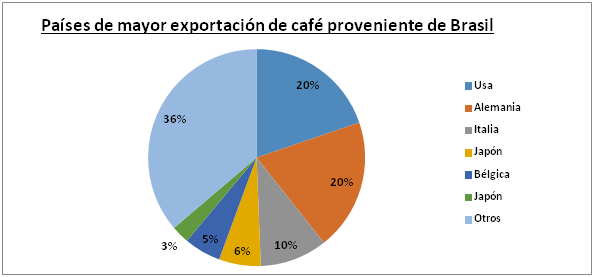 Países de mayor exportación de café proveniente de Brasil
20%
20%
10%
6%
5%
3%
36%
Usa
Alemania
Italia
Japón
Bélgica
Japón
Otros